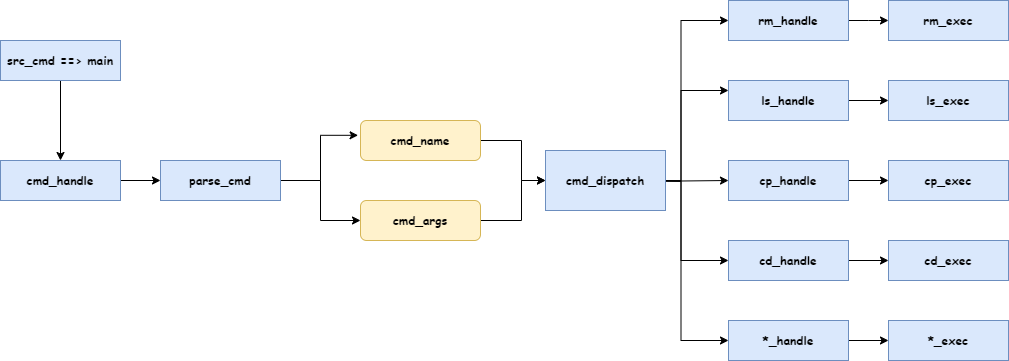 src_cmd ==> main
cmd_handle
parse_cmd
cmd_name
cmd_args
cmd_dispatch
rm_handle
rm_exec
ls_handle
ls_exec
cp_handle
cp_exec
cd_handle
cd_exec
*_handle
*_exec